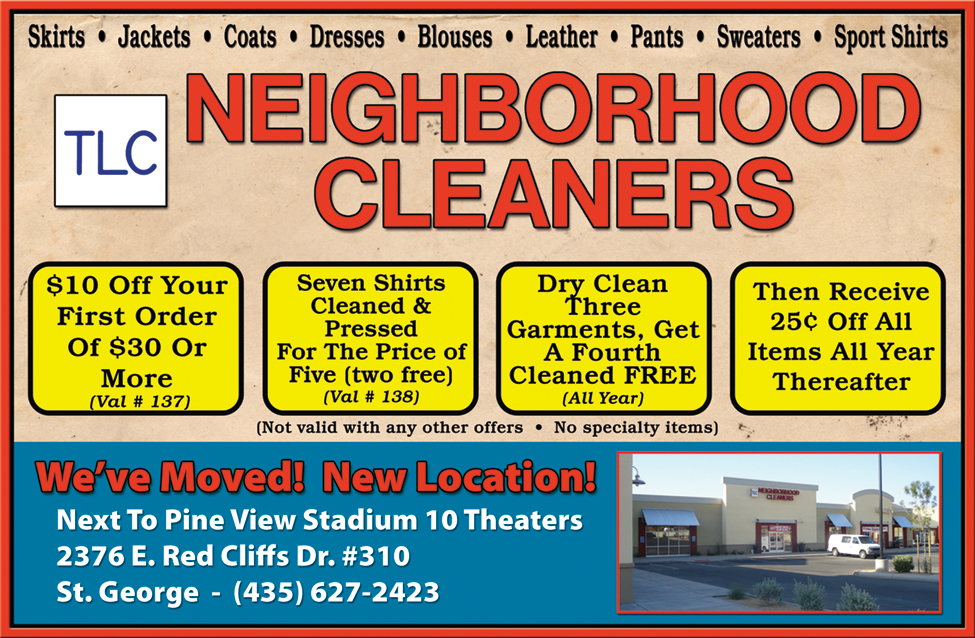 Skirts • Jackets • Coats • Dresses • Blouses • Leather • Pants • Sweaters • Sport Shirts
TLC
NEIGHBORHOOD
CLEANERS
$10 Off Your
First Order
Of $30 Or
More
(Val # 137)
Seven Shirts
Cleaned &
Pressed
For The Price of
Five (two free)
(Val # 138)
Dry Clean
Three
Garments, Get
A Fourth
Cleaned FREE
(All Year)
Then Receive
25¢ Off All
Items All Year
Thereafter
(Not valid with any other offers • No specialty items)
We've Moved! New Location!
Next To Pine View Stadium 10 Theaters
2376 E. Red Cliffs Dr. #310
St. George - (435) 627-2423
NEIGHBORHOOD
CLEANERS